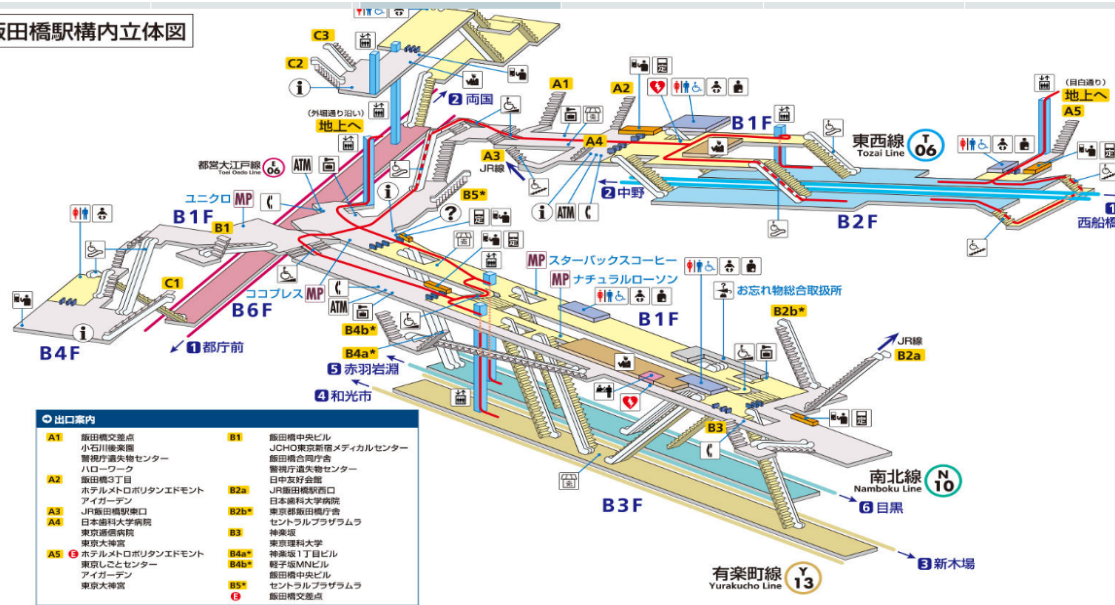 飯田橋駅構内立体図
C3
C2
2 両国
(外堀通り沿い)
地上へ
都営大江戸線 E 06
Toei Oedo Line
ATM
ユニクロ MP
B1F
B1
A1
A2
A4
A3
JR線
B5*
ATM
2 中野
B1F
東西線 T 06
Tozai Line
B2F
(目白通り)
地上へ
A5
1
西船橋
C1
B4F
B6F
1 都庁前
ココプレス MP
ATM
MP スターバックスコーヒー
MP ナチュラルローソン
B1F
お忘れ物総合取扱所
B2b*
JR線
B2a
B4b*
B4a*
5 赤羽岩淵
4 和光市
B3
B3F
南北線 N 10
Namboku Line
6 目黒
3 新木場
有楽町線 Y 13
Yurakucho Line
出口案内
A1 飯田橋交差点
小石川後楽園
警視庁遺失物センター
ハローワーク
A2 飯田橋3丁目
ホテルメトロポリタンエドモント
アイガーデン
A3 JR飯田橋駅東口
A4 日本歯科大学病院
東京逓信病院
東京大神宮
A5 E ホテルメトロポリタンエドモント
東京しごとセンター
アイガーデン
東京大神宮
B1 飯田橋中央ビル
JCHO東京新宿メディカルセンター
飯田橋合同庁舎
警視庁遺失物センター
日中友好会館
B2a JR飯田橋駅西口
日本歯科大学病院
B2b* 東京都飯田橋庁舎
セントラルプラザラムラ
B3 神楽坂
東京理科大学
B4a* 神楽坂1丁目ビル
B4b* 軽子坂MNビル
飯田橋中央ビル
B5* セントラルプラザラムラ
E 飯田橋交差点